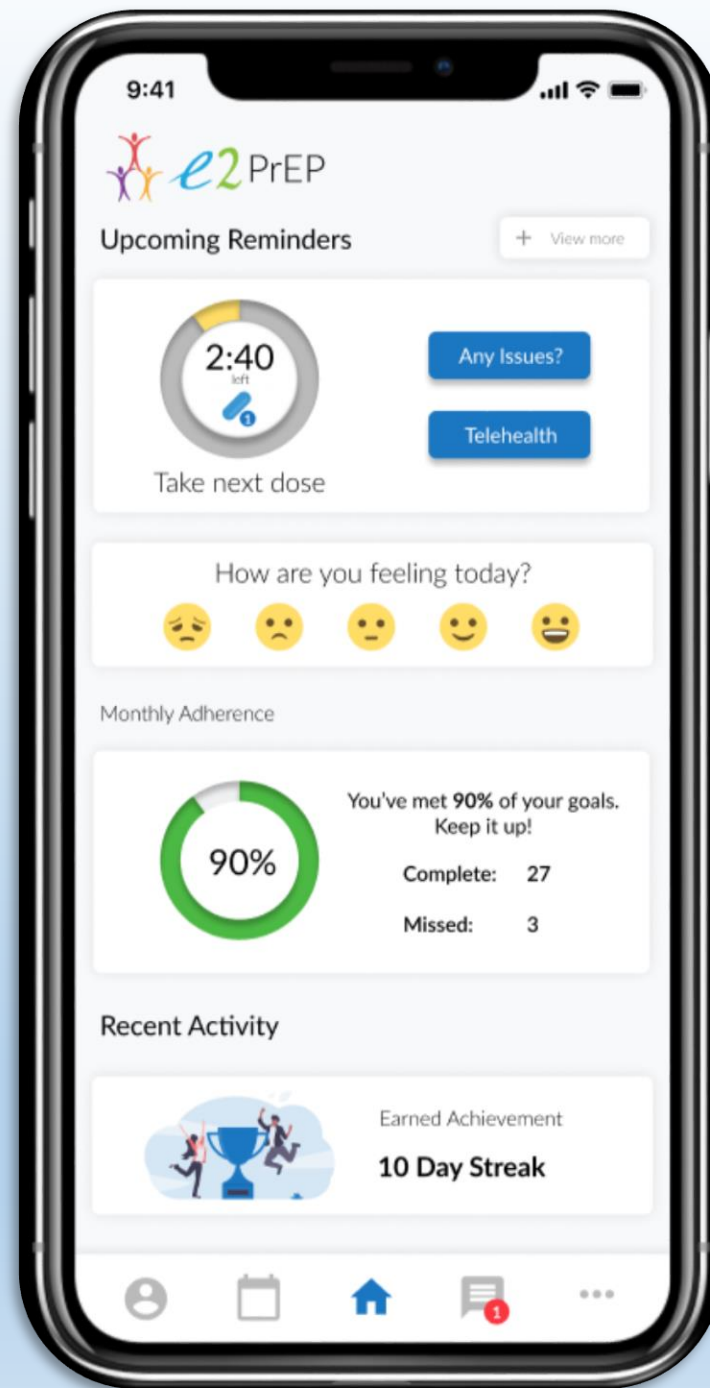 9:41
e2 PrEP
Upcoming Reminders
+ View more
2:40
left
1
Any Issues?
Telehealth
Take next dose
How are you feeling today?
Monthly Adherence
90%
You've met 90% of your goals.
Keep it up!
Complete: 27
Missed: 3
Recent Activity
Earned Achievement
10 Day Streak
1